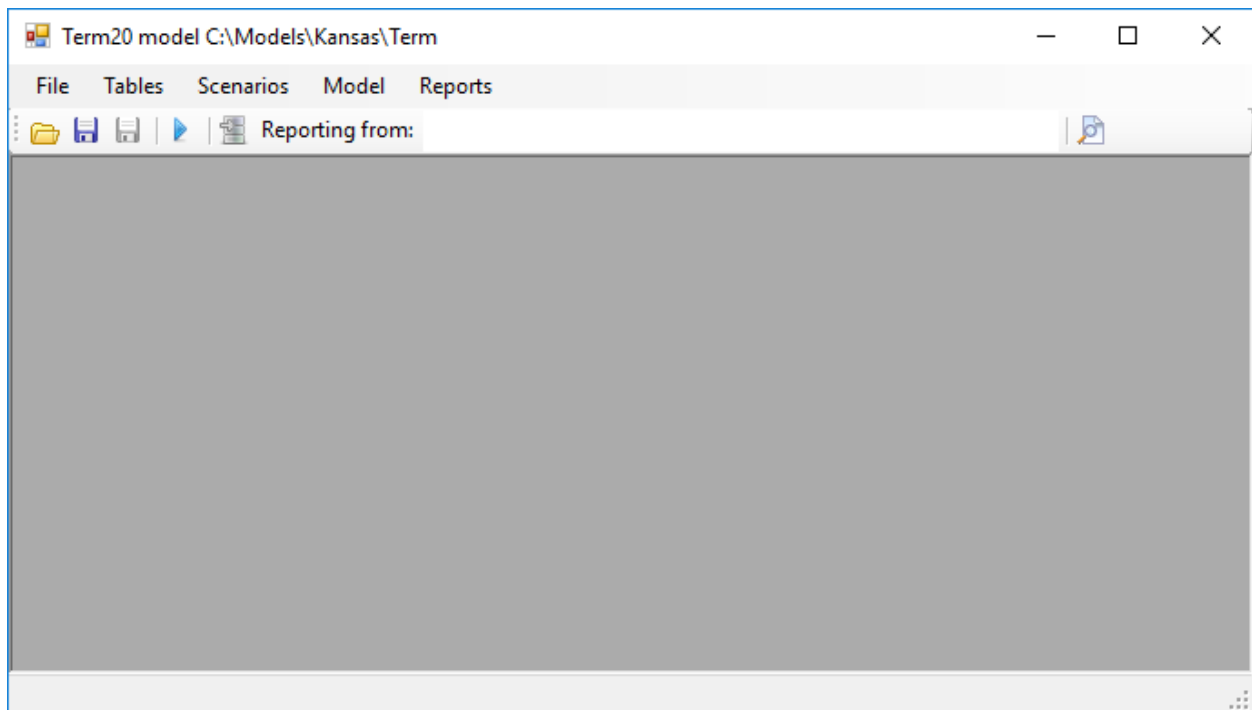 Term20 model C:\Models\Kansas\Term
File Tables Scenarios Model Reports
Reporting from: